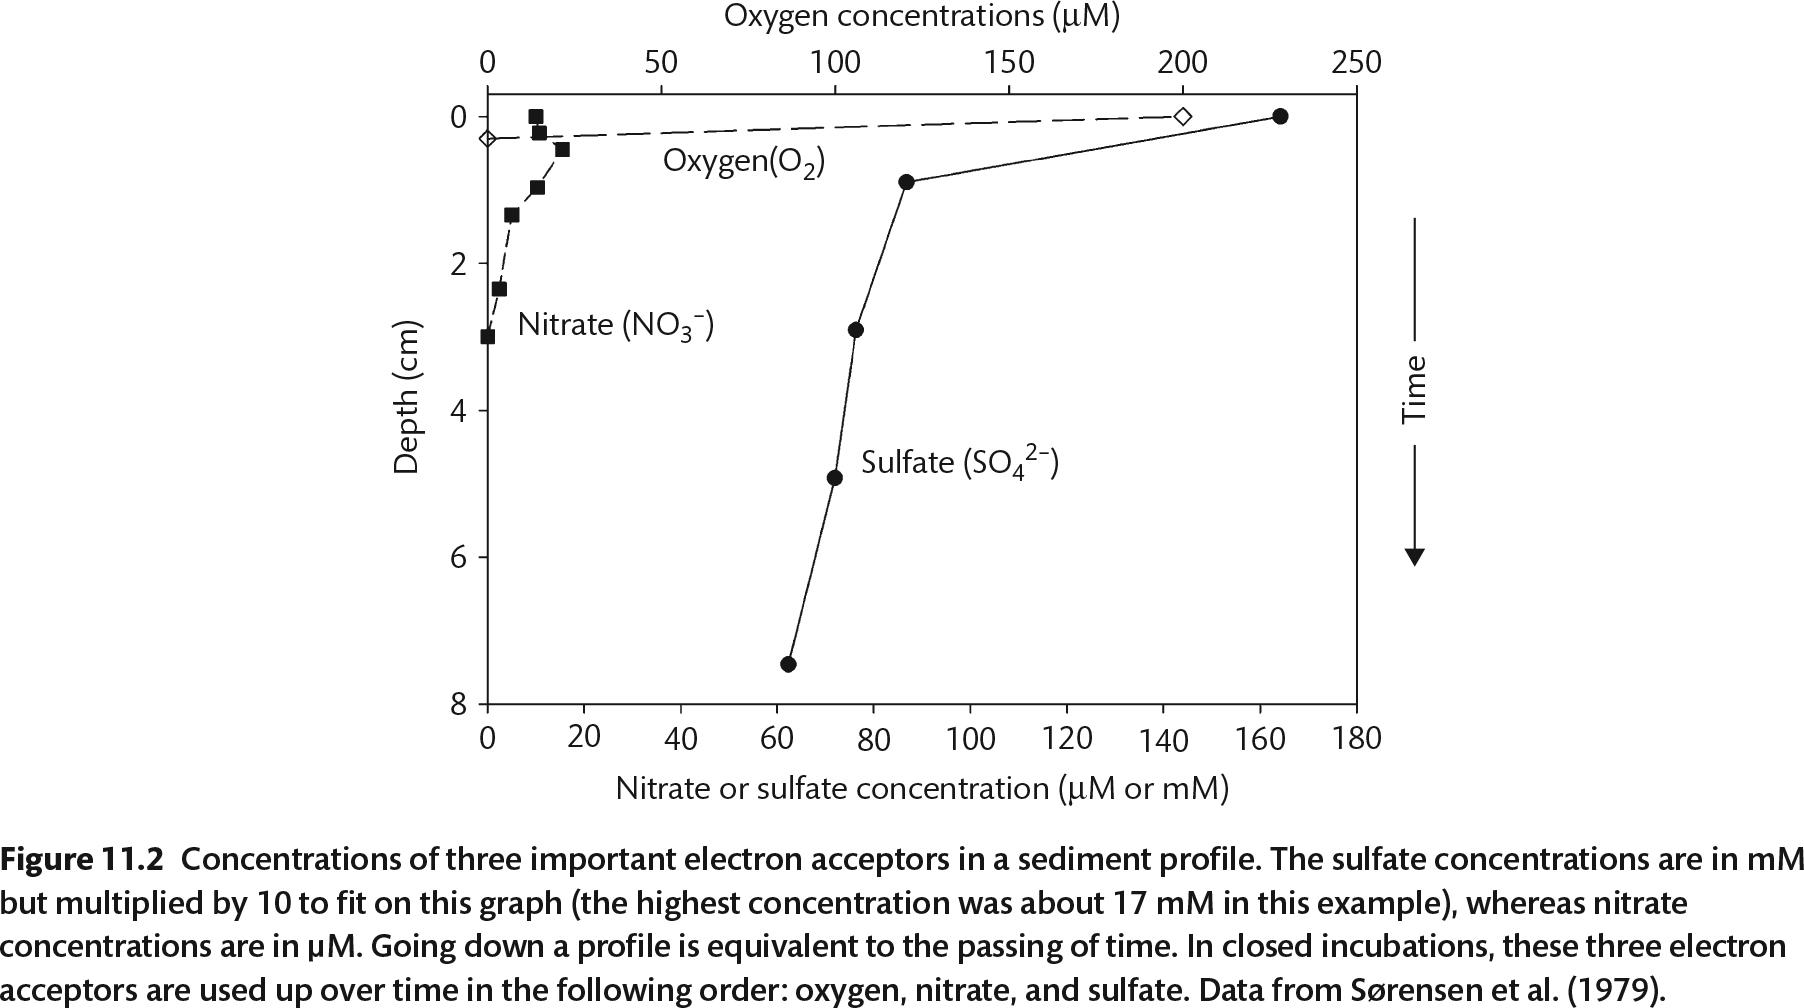 Oxygen concentrations (μM)
0 50 100 150 200 250
0
2
4
6
8
Depth (cm)
Oxygen(O₂)
Nitrate (NO₃⁻)
Sulfate (SO₄²⁻)
Time
0 20 40 60 80 100 120 140 160 180
Nitrate or sulfate concentration (μM or mM)
Figure 11.2 Concentrations of three important electron acceptors in a sediment profile. The sulfate concentrations are in mM
but multiplied by 10 to fit on this graph (the highest concentration was about 17 mM in this example), whereas nitrate
concentrations are in μM. Going down a profile is equivalent to the passing of time. In closed incubations, these three electron
acceptors are used up over time in the following order: oxygen, nitrate, and sulfate. Data from Sørensen et al. (1979).